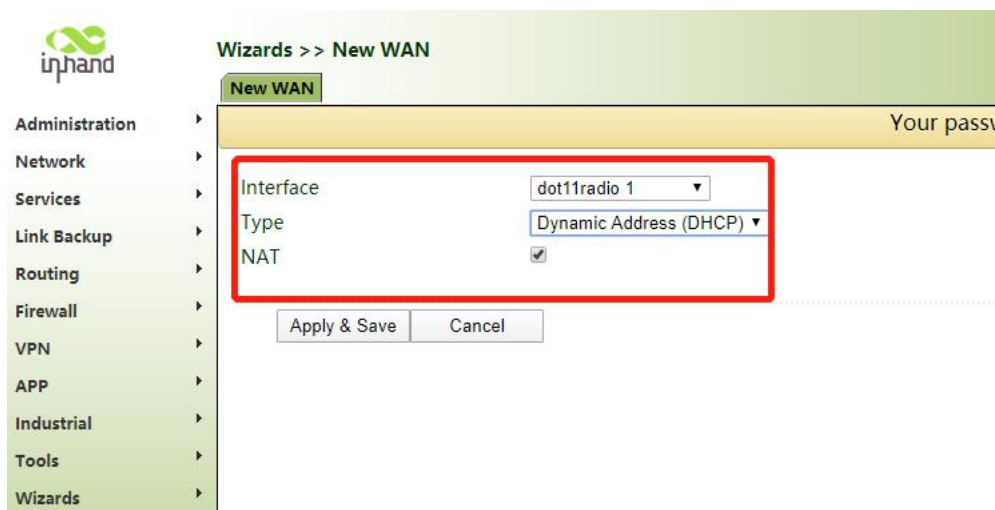 inhand
Wizards >> New WAN
New WAN
Your passw
Administration
Network
Services
Link Backup
Routing
Firewall
VPN
APP
Industrial
Tools
Wizards
Interface dot11radio 1
Type Dynamic Address (DHCP)
NAT
Apply & Save Cancel